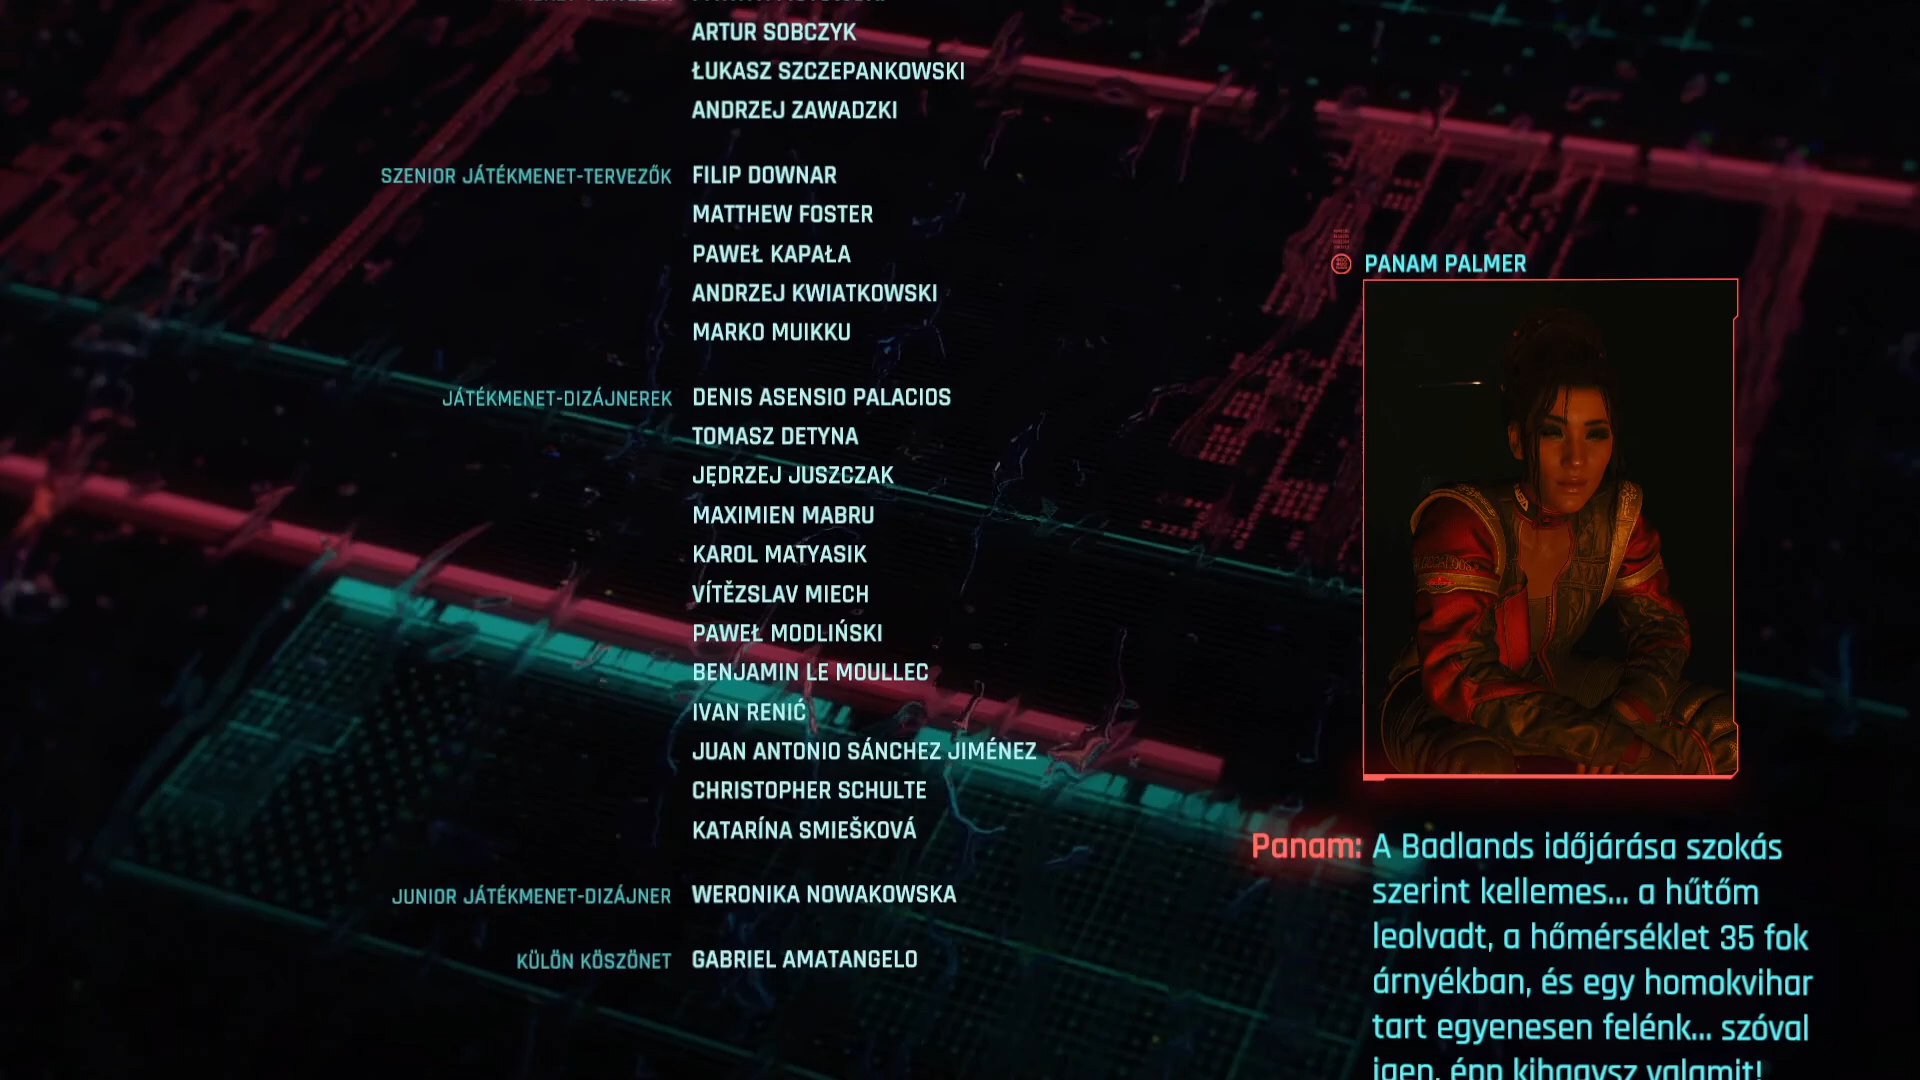 ARTUR SOBCZYK
ŁUKASZ SZCZEPANKOWSKI
ANDRZEJ ZAWADZKI
SZENIOR JÁTÉKMENET-TERVEZŐK FILIP DOWNAR
MATTHEW FOSTER
PAWEŁ KAPAŁA
ANDRZEJ KWIATKOWSKI
MARKO MUIKKU
JÁTÉKMENET-DIZÁJNEREK DENIS ASENSIO PALACIOS
TOMASZ DETYNA
JĘDRZEJ JUSZCZAK
MAXIMIEN MABRU
KAROL MATYASIK
VÍTĚZSLAV MIECH
PAWEŁ MODLIŃSKI
BENJAMIN LE MOULLEC
IVAN RENIĆ
JUAN ANTONIO SÁNCHEZ JIMÉNEZ
CHRISTOPHER SCHULTE
KATARÍNA SMIEŠKOVÁ
JUNIOR JÁTÉKMENET-DIZÁJNER WERONIKA NOWAKOWSKA
KÜLÖN KÖSZÖNET GABRIEL AMATANGELO
PANAM PALMER
Panam: A Badlands időjárása szokás
szerint kellemes... a hűtőm
leolvadt, a hőmérséklet 35 fok
árnyékban, és egy homokvihar
tart egyenesen felénk... szóval
igen, épp kihagysz valamit!